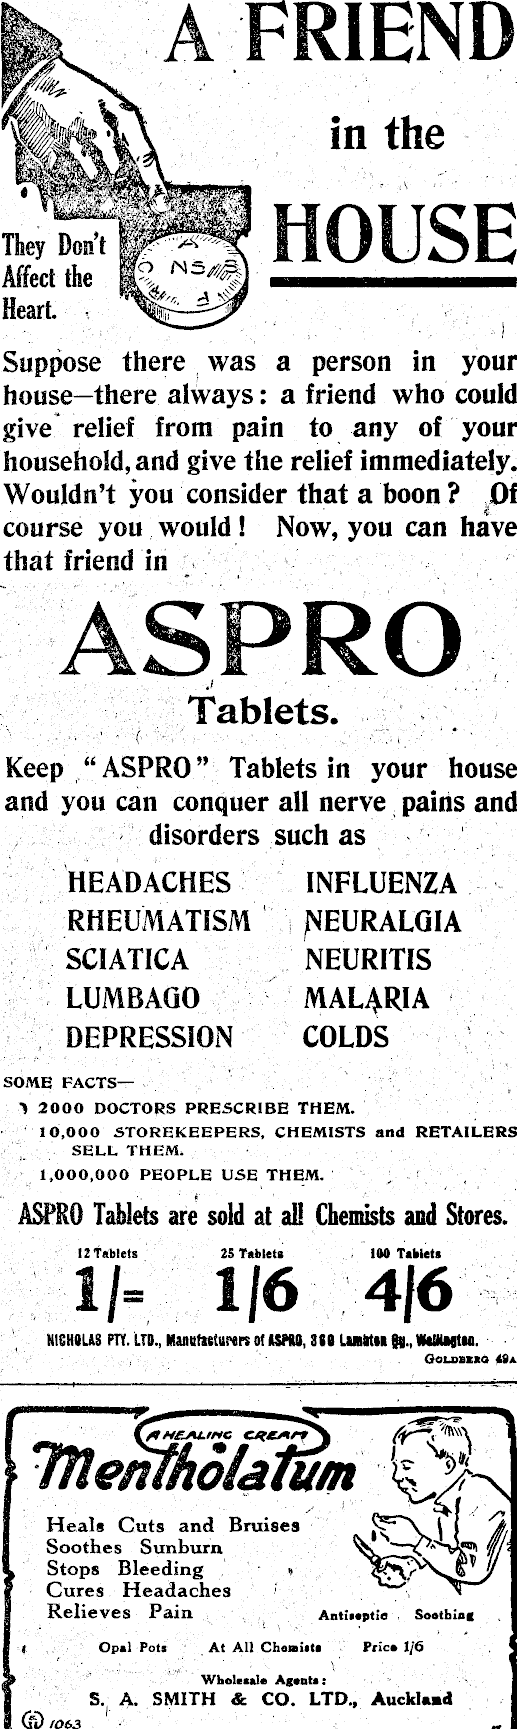 A FRIEND
in the
HOUSE
They Don't
Affect the
Heart.
Suppose there was a person in your
house—there always: a friend who could
give relief from pain to any of your
household, and give the relief immediately.
Wouldn't you consider that a boon? Of
course you would! Now, you can have
that friend in
ASPRO
Tablets.
Keep "ASPRO" Tablets in your house
and you can conquer all nerve pains and
disorders such as
HEADACHES INFLUENZA
RHEUMATISM NEURALGIA
SCIATICA NEURITIS
LUMBAGO MALARIA
DEPRESSION COLDS
SOME FACTS—
2000 DOCTORS PRESCRIBE THEM.
10,000 STOREKEEPERS, CHEMISTS and RETAILERS
SELL THEM.
1,000,000 PEOPLE USE THEM.
ASPRO Tablets are sold at all Chemists and Stores.
12 Tablets 25 Tablets 100 Tablets
1/= 1/6 4/6
NICHOLAS PTY. LTD., Manufacturers of ASPRO, 360 Lambton Qy., Wellington.
GOLDBERG 49A
A HEALING CREAM
Mentholatum
Heals Cuts and Bruises
Soothes Sunburn
Stops Bleeding
Cures Headaches
Relieves Pain
Antiseptic Soothing
Opal Pots At All Chemists Price 1/6
Wholesale Agents:
S. A. SMITH & CO. LTD., Auckland
1063